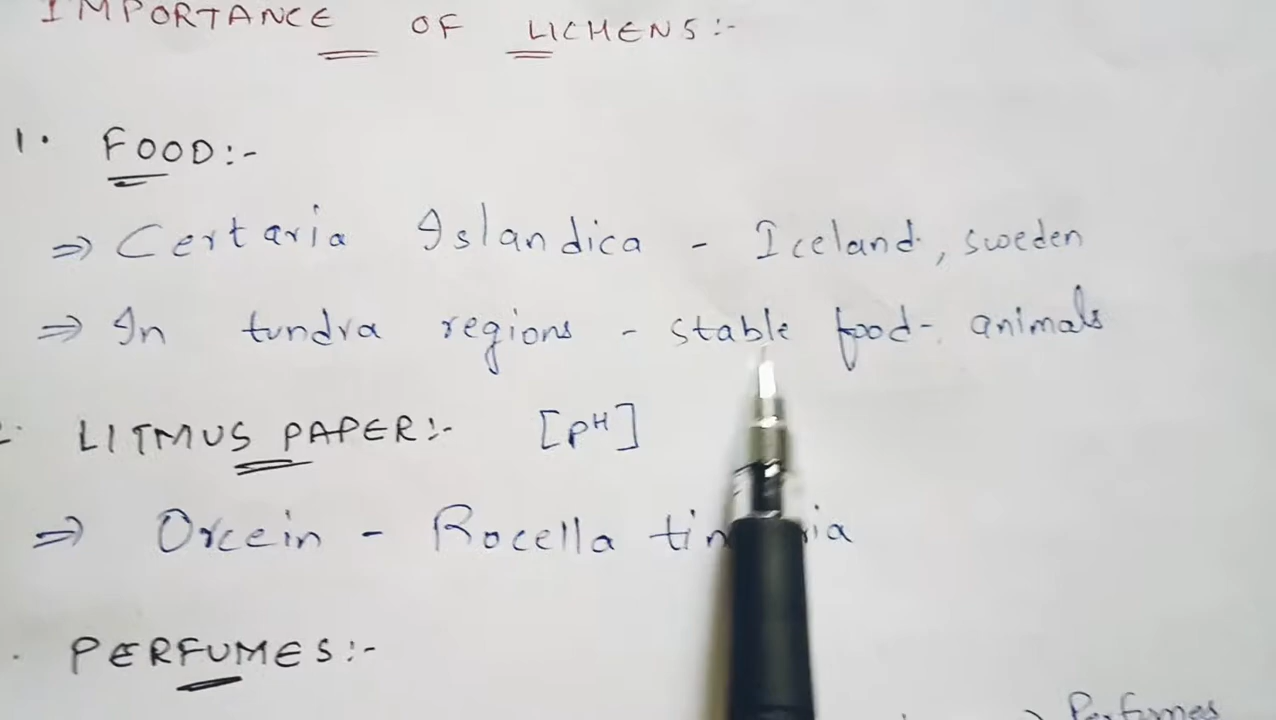 IMPORTANCE OF LICHENS:-
1. FOOD:-
⇒ Certaria Islandica - Iceland, sweden
⇒ In tundra regions - stable food- animals
LITMUS PAPER:- [pH]
⇒ Orcein - Rocella
PERFUMES:-
→ Perfumes